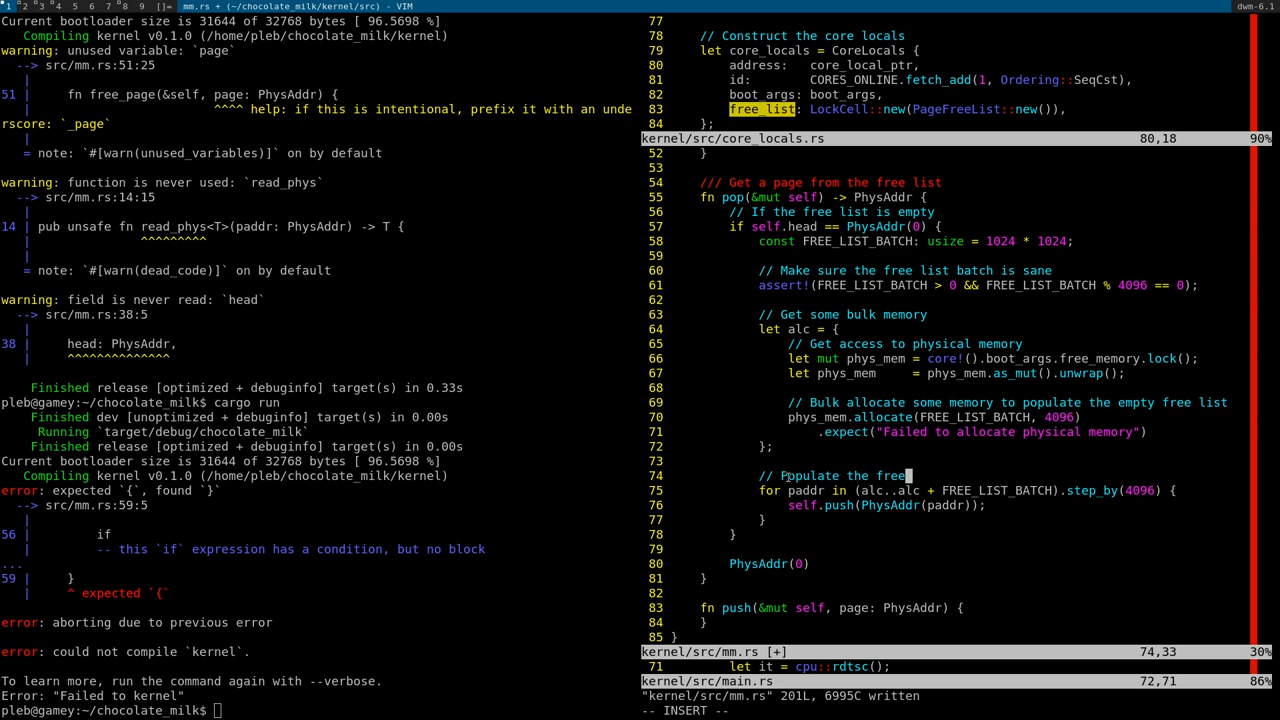 1 2 3 4 5 6 7 8 9 []= mm.rs + (~/chocolate_milk/kernel/src) - VIM dwm-6.1
Current bootloader size is 31644 of 32768 bytes [ 96.5698 %]
Compiling kernel v0.1.0 (/home/pleb/chocolate_milk/kernel)
warning: unused variable: `page`
--> src/mm.rs:51:25
|
51 | fn free_page(&self, page: PhysAddr) {
| ^^^^ help: if this is intentional, prefix it with an unde
rscore: `_page`
|
= note: `#[warn(unused_variables)]` on by default
warning: function is never used: `read_phys`
--> src/mm.rs:14:15
|
14 | pub unsafe fn read_phys<T>(paddr: PhysAddr) -> T {
| ^^^^^^^^^
|
= note: `#[warn(dead_code)]` on by default
warning: field is never read: `head`
--> src/mm.rs:38:5
|
38 | head: PhysAddr,
| ^^^^^^^^^^^^^^
Finished release [optimized + debuginfo] target(s) in 0.33s
pleb@gamey:~/chocolate_milk$ cargo run
Finished dev [unoptimized + debuginfo] target(s) in 0.00s
Running `target/debug/chocolate_milk`
Finished release [optimized + debuginfo] target(s) in 0.00s
Current bootloader size is 31644 of 32768 bytes [ 96.5698 %]
Compiling kernel v0.1.0 (/home/pleb/chocolate_milk/kernel)
error: expected `{`, found `}`
--> src/mm.rs:59:5
|
56 | if
| -- this `if` expression has a condition, but no block
...
59 | }
| ^ expected `{`
error: aborting due to previous error
error: could not compile `kernel`.
To learn more, run the command again with --verbose.
Error: "Failed to kernel"
pleb@gamey:~/chocolate_milk$
77
78 // Construct the core locals
79 let core_locals = CoreLocals {
80 address: core_local_ptr,
81 id: CORES_ONLINE.fetch_add(1, Ordering::SeqCst),
82 boot_args: boot_args,
83 free_list: LockCell::new(PageFreeList::new()),
84 };
kernel/src/core_locals.rs 80,18 90%
52 }
53
54 /// Get a page from the free list
55 fn pop(&mut self) -> PhysAddr {
56 // If the free list is empty
57 if self.head == PhysAddr(0) {
58 const FREE_LIST_BATCH: usize = 1024 * 1024;
59
60 // Make sure the free list batch is sane
61 assert!(FREE_LIST_BATCH > 0 && FREE_LIST_BATCH % 4096 == 0);
62
63 // Get some bulk memory
64 let alc = {
65 // Get access to physical memory
66 let mut phys_mem = core!().boot_args.free_memory.lock();
67 let phys_mem = phys_mem.as_mut().unwrap();
68
69 // Bulk allocate some memory to populate the empty free list
70 phys_mem.allocate(FREE_LIST_BATCH, 4096)
71 .expect("Failed to allocate physical memory")
72 };
73
74 // Populate the free
75 for paddr in (alc..alc + FREE_LIST_BATCH).step_by(4096) {
76 self.push(PhysAddr(paddr));
77 }
78 }
79
80 PhysAddr(0)
81 }
82
83 fn push(&mut self, page: PhysAddr) {
84 }
85 }
kernel/src/mm.rs [+] 74,33 30%
71 let it = cpu::rdtsc();
kernel/src/main.rs 72,71 86%
"kernel/src/mm.rs" 201L, 6995C written
-- INSERT --